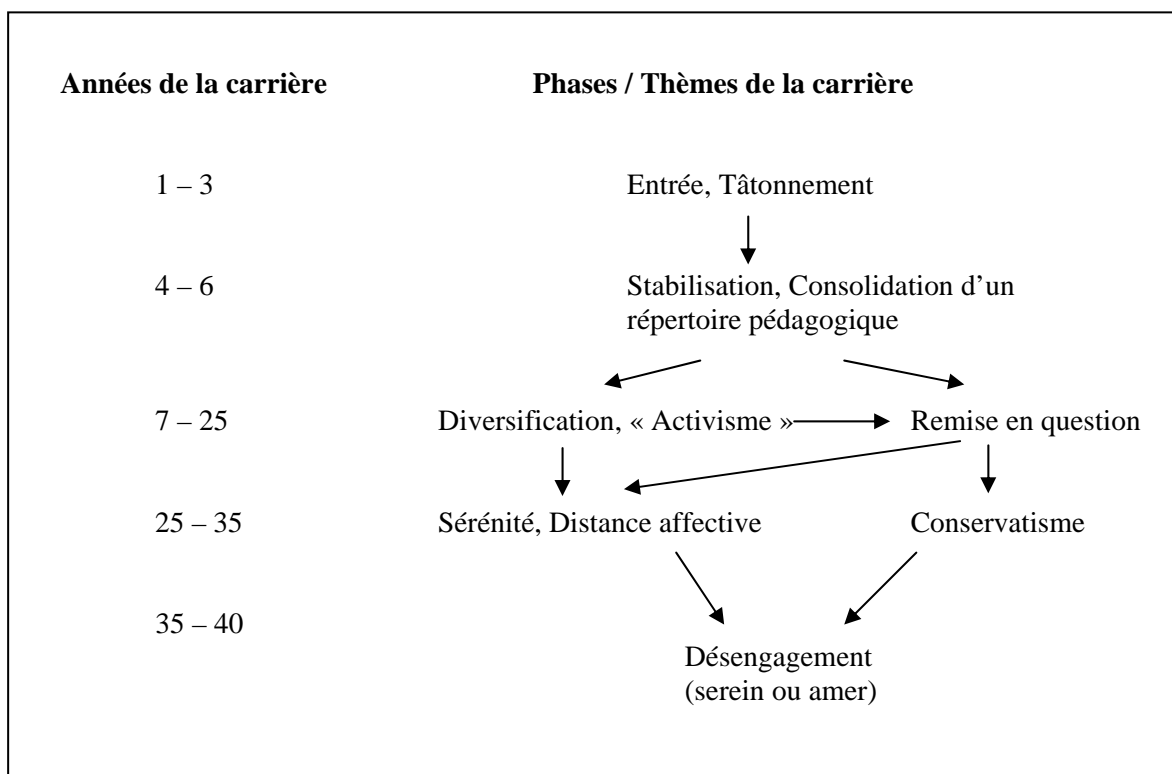 Années de la carrière Phases / Thèmes de la carrière
1 – 3 Entrée, Tâtonnement
4 – 6 Stabilisation, Consolidation d’un
répertoire pédagogique
7 – 25 Diversification, « Activisme » Remise en question
25 – 35 Sérénité, Distance affective Conservatisme
35 – 40
Désengagement
(serein ou amer)